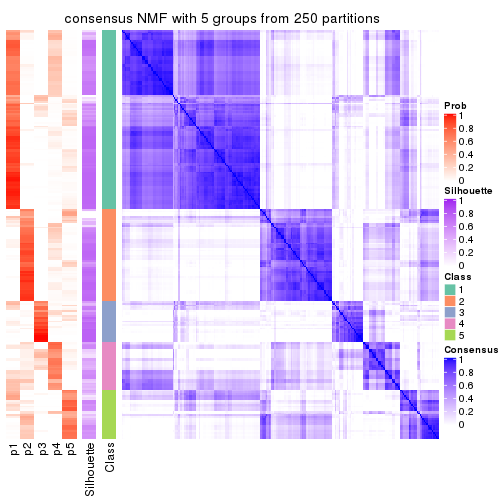 consensus NMF with 5 groups from 250 partitions
Prob
1
0.8
0.6
0.4
0.2
0
Silhouette
1
0.8
0.6
0.4
0.2
0
Class
1
2
3
4
5
Consensus
1
0.8
0.6
0.4
0.2
0
p1
p2
p3
p4
p5
Silhouette
Class